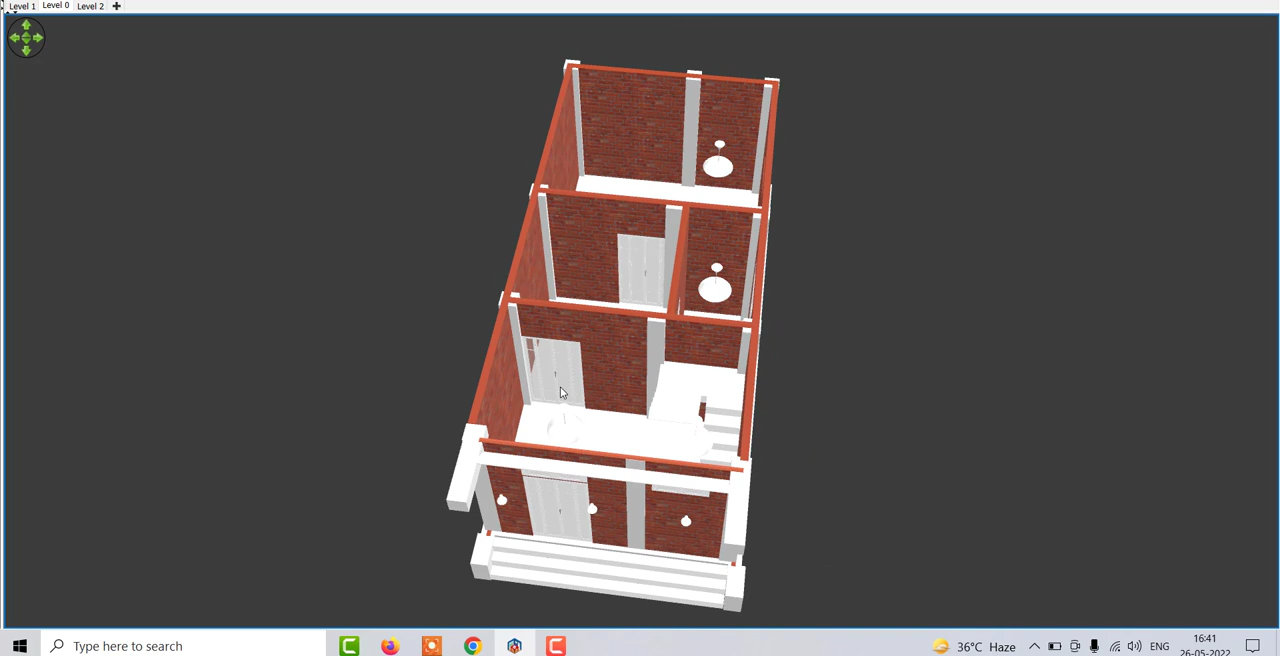 Level 1 Level 0 Level 2
Type here to search
36°C Haze
ENG
16:41
26-05-2022